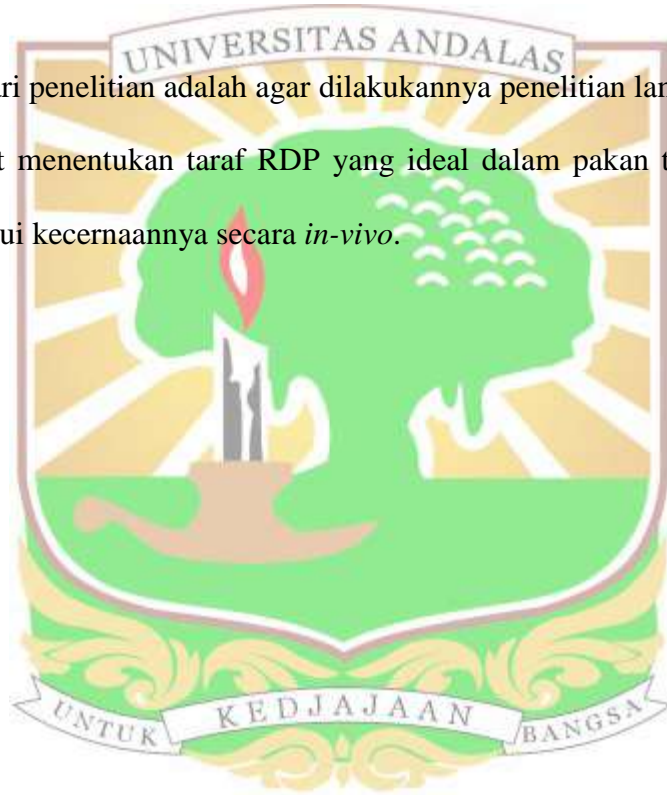 UNIVERSITAS ANDALAS
ri penelitian adalah agar dilakukannya penelitian lan
t menentukan taraf RDP yang ideal dalam pakan t
ui kecernaannya secara in-vivo.
UNTUK KEDJAJAAN BANGSA